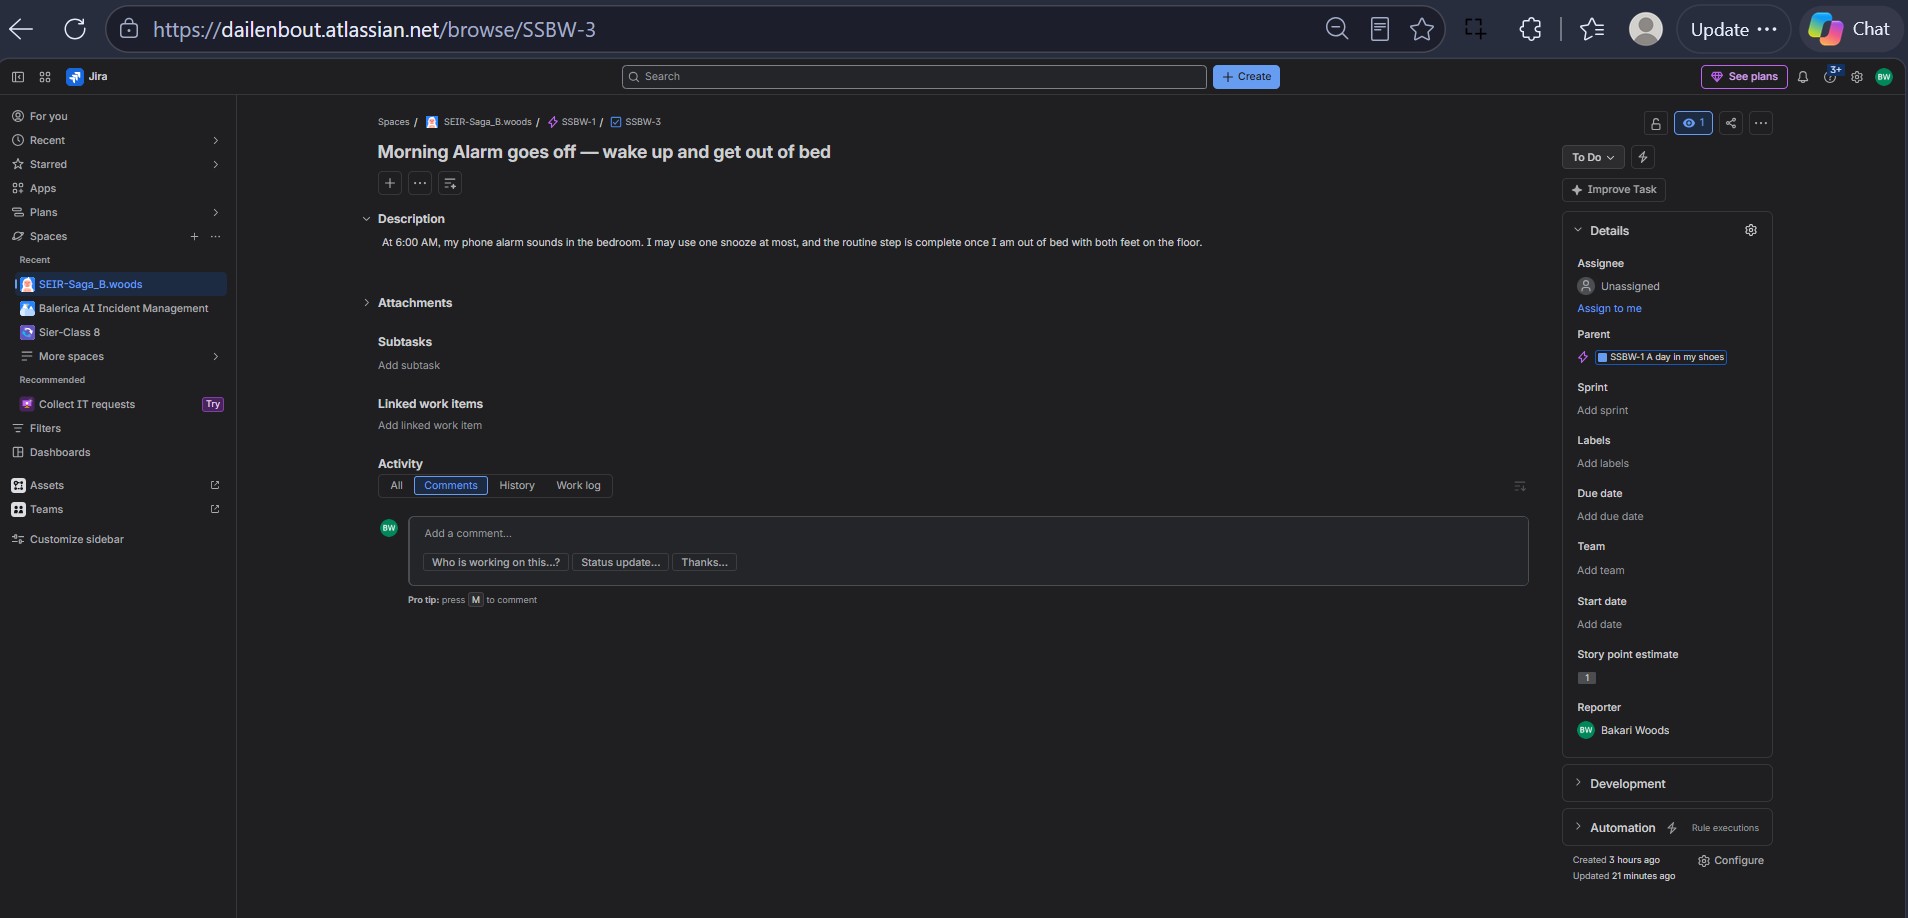 https://dailenbout.atlassian.net/browse/SSBW-3
Update
Chat
Jira
Search
Create
See plans
3+
BW
For you
Recent
Starred
Apps
Plans
Spaces
Recent
SEIR-Saga_B.woods
Balerica AI Incident Management
Sier-Class 8
More spaces
Recommended
Collect IT requests Try
Filters
Dashboards
Assets
Teams
Customize sidebar
Spaces / SEIR-Saga_B.woods / SSBW-1 / SSBW-3
Morning Alarm goes off — wake up and get out of bed
Description
At 6:00 AM, my phone alarm sounds in the bedroom. I may use one snooze at most, and the routine step is complete once I am out of bed with both feet on the floor.
Attachments
Subtasks
Add subtask
Linked work items
Add linked work item
Activity
All Comments History Work log
BW
Add a comment...
Who is working on this...? Status update... Thanks...
Pro tip: press M to comment
1
To Do
Improve Task
Details
Assignee
Unassigned
Assign to me
Parent
SSBW-1 A day in my shoes
Sprint
Add sprint
Labels
Add labels
Due date
Add due date
Team
Add team
Start date
Add date
Story point estimate
1
Reporter
BW Bakari Woods
Development
Automation Rule executions
Created 3 hours ago
Configure
Updated 21 minutes ago